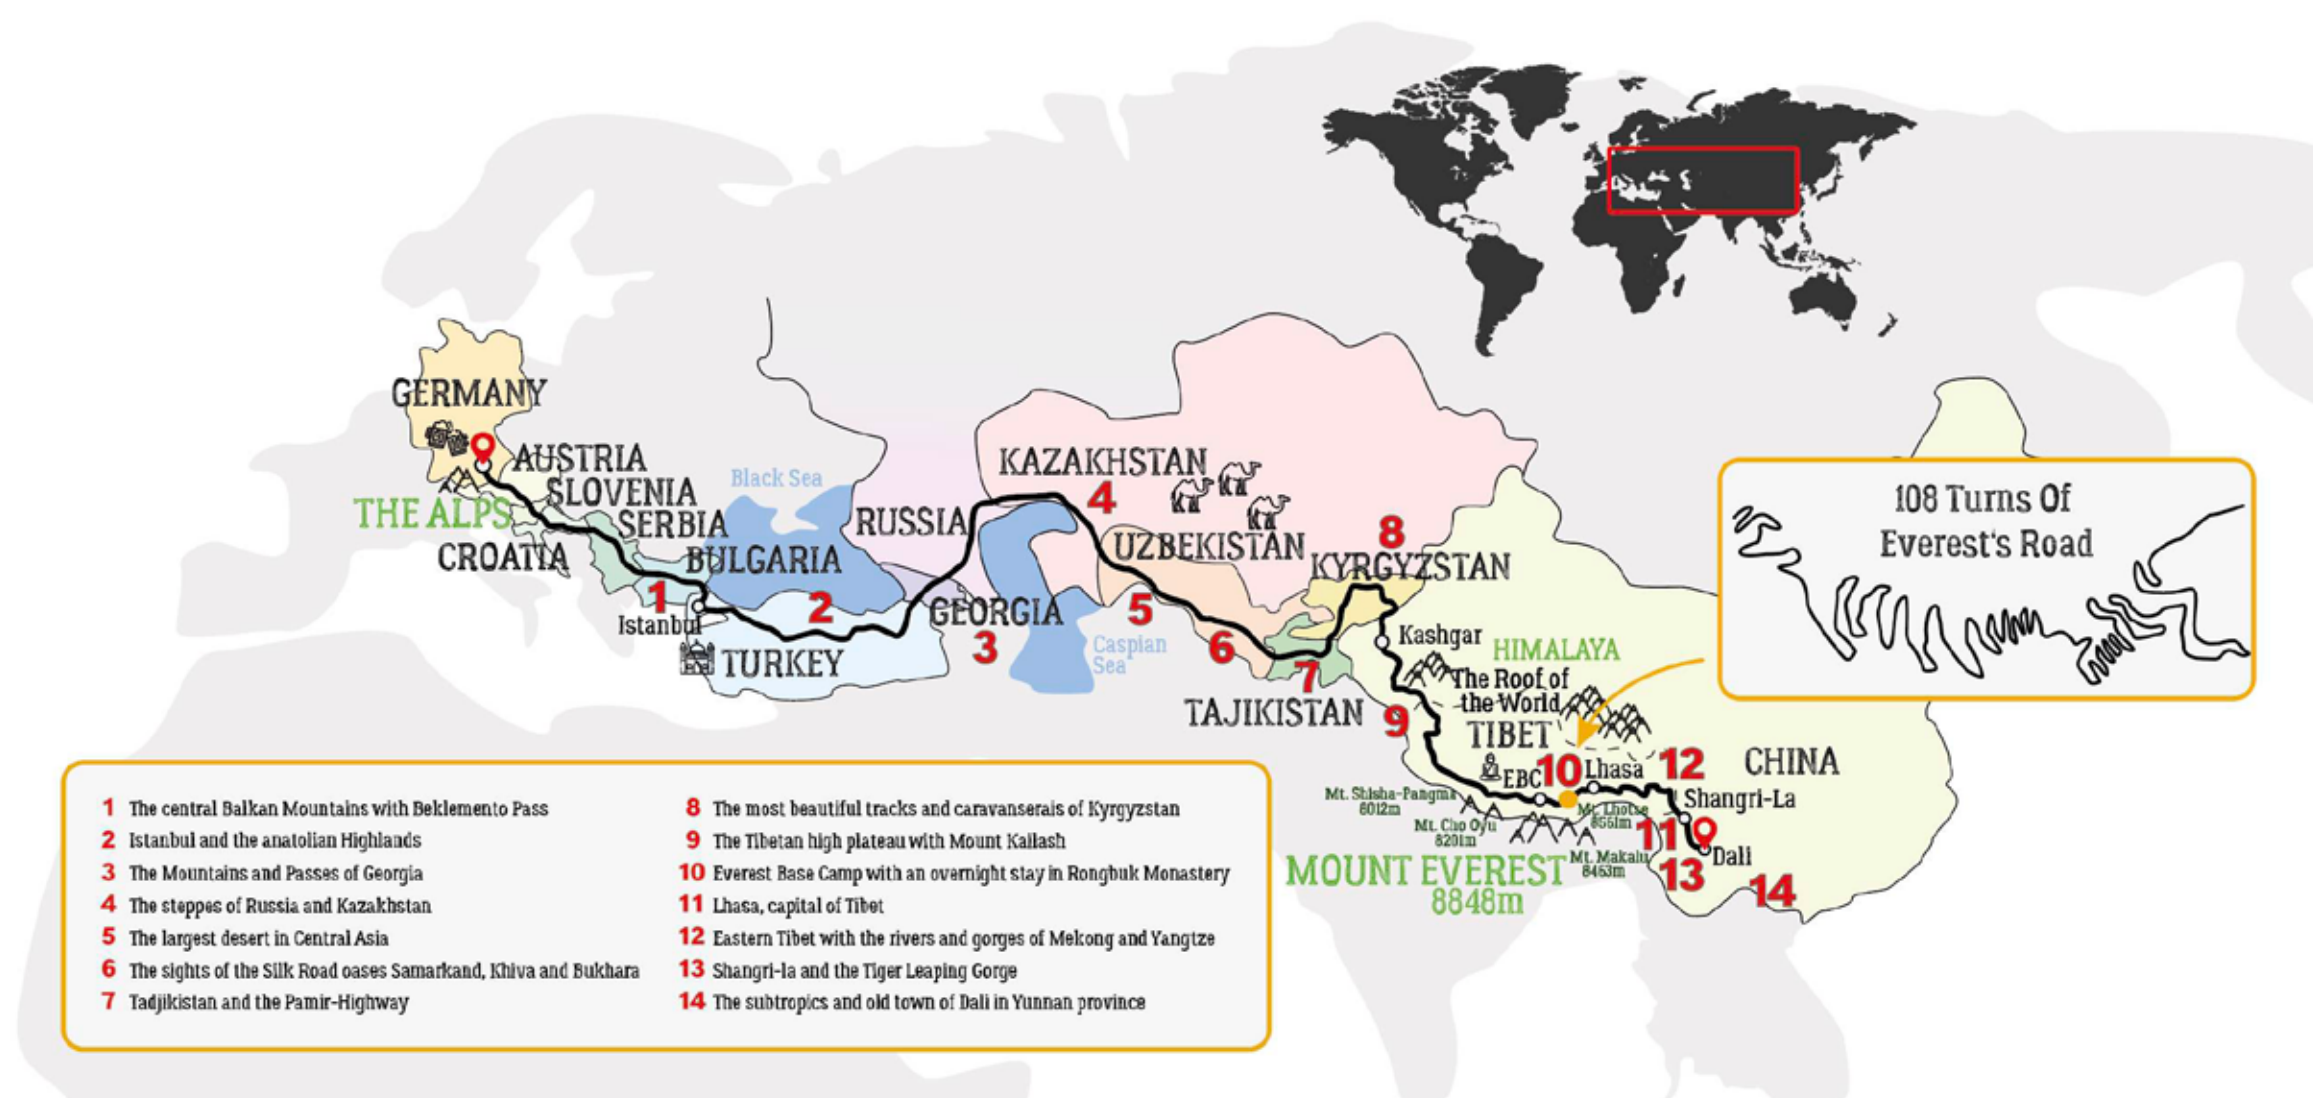 GERMANY
AUSTRIA
SLOVENIA
THE ALPS
SERBIA
CROATIA
BULGARIA
Black Sea
RUSSIA
KAZAKHSTAN
4
UZBEKISTAN
8
KYRGYZSTAN
1
Istanbul
2
TURKEY
GEORGIA
3
Caspian
Sea
5
6
7
TAJIKISTAN
Kashgar
HIMALAYA
The Roof of
the World
9
TIBET
EBC
10
Lhasa
12
CHINA
Shangri-La
Mt. Shisha-Pangma
8012m
Mt. Cho Oyu
8201m
Mt. Lhotse
8561m
11
Mt. Makalu
8463m
Dali
13
14
MOUNT EVEREST
8848m
108 Turns Of
Everest's Road
1 The central Balkan Mountains with Beklemento Pass
2 Istanbul and the anatolian Highlands
3 The Mountains and Passes of Georgia
4 The steppes of Russia and Kazakhstan
5 The largest desert in Central Asia
6 The sights of the Silk Road oases Samarkand, Khiva and Bukhara
7 Tadjikistan and the Pamir-Highway
8 The most beautiful tracks and caravanserais of Kyrgyzstan
9 The Tibetan high plateau with Mount Kailash
10 Everest Base Camp with an overnight stay in Rongbuk Monastery
11 Lhasa, capital of Tibet
12 Eastern Tibet with the rivers and gorges of Mekong and Yangtze
13 Shangri-la and the Tiger Leaping Gorge
14 The subtropics and old town of Dali in Yunnan province